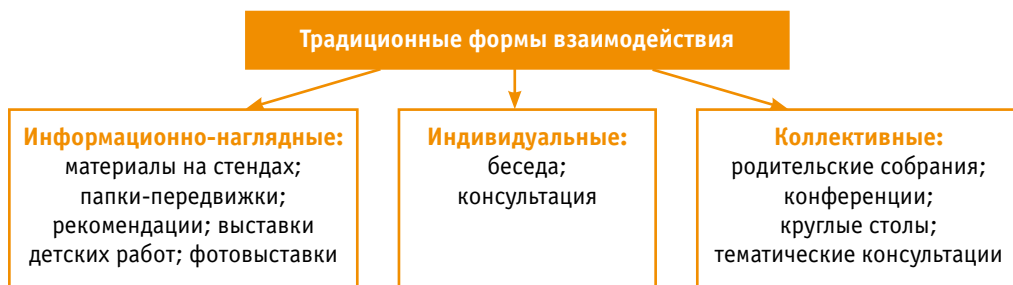 Традиционные формы взаимодействия
Информационно-наглядные:
материалы на стендах;
папки-передвижки;
рекомендации; выставки
детских работ; фотовыставки
Индивидуальные:
беседа;
консультация
Коллективные:
родительские собрания;
конференции;
круглые столы;
тематические консультации